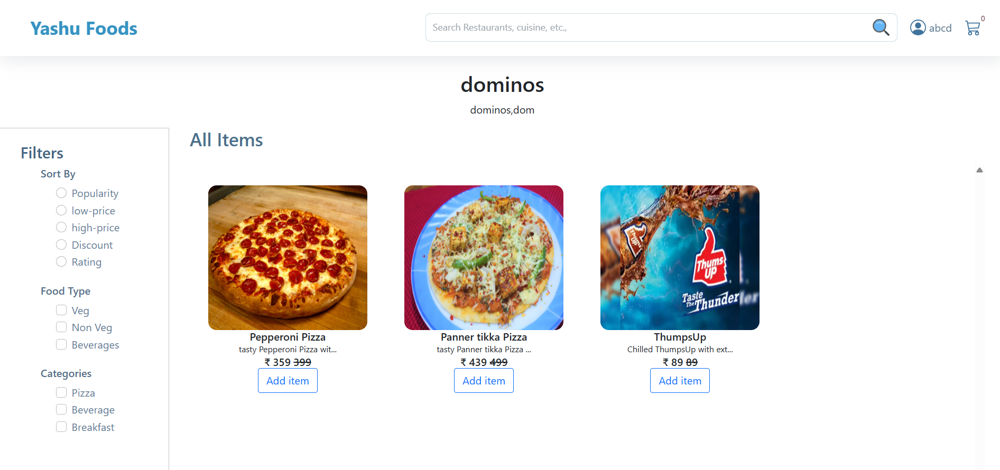 Yashu Foods
Search Restaurants, cuisine, etc.,
abcd
0
dominos
dominos,dom
Filters
Sort By
Popularity
low-price
high-price
Discount
Rating
Food Type
Veg
Non Veg
Beverages
Categories
Pizza
Beverage
Breakfast
All Items
Pepperoni Pizza
tasty Pepperoni Pizza wit...
₹ 359 399
Add item
Panner tikka Pizza
tasty Panner tikka Pizza ...
₹ 439 499
Add item
THUMS UP
Thums
UP
Taste
The Thunder
der
ThumpsUp
Chilled ThumpsUp with ext...
₹ 89 89
Add item